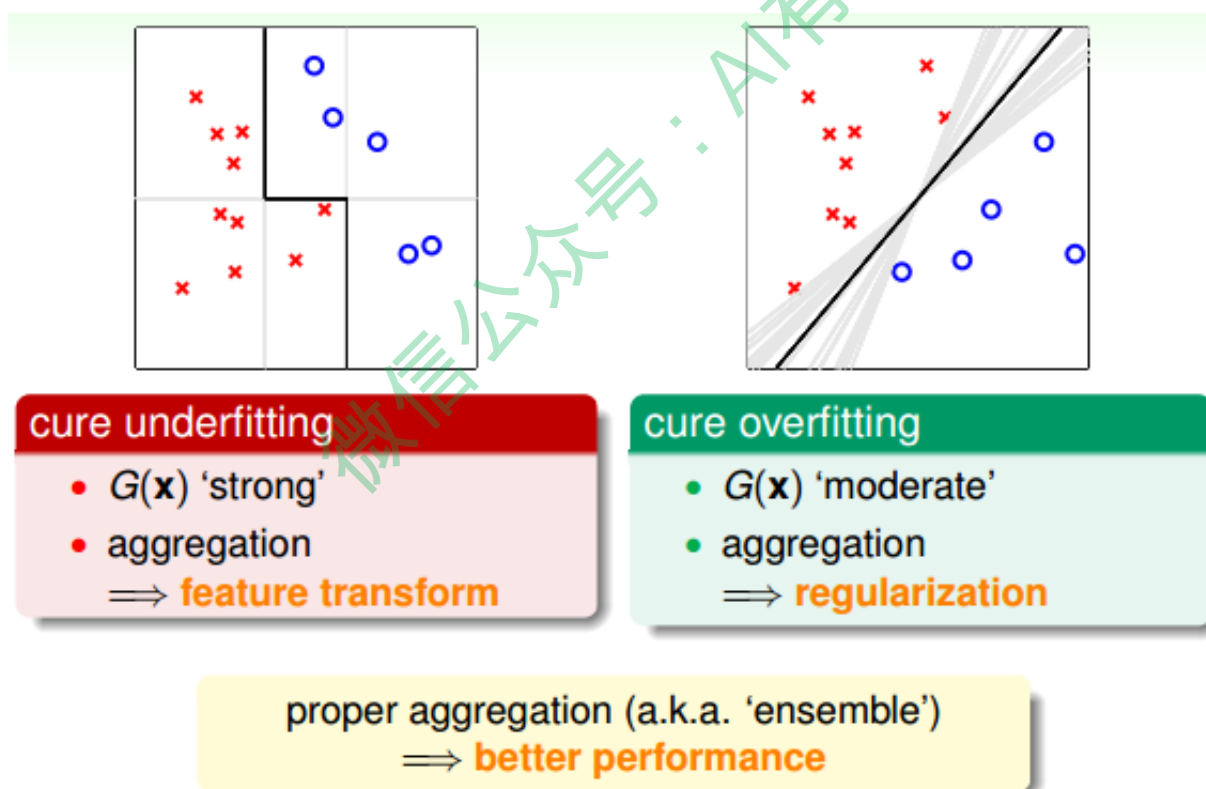 微信公众号：AI有
cure underfitting
• G(x) ‘strong’
• aggregation
⟹ feature transform
cure overfitting
• G(x) ‘moderate’
• aggregation
⟹ regularization
proper aggregation (a.k.a. ‘ensemble’)
⟹ better performance